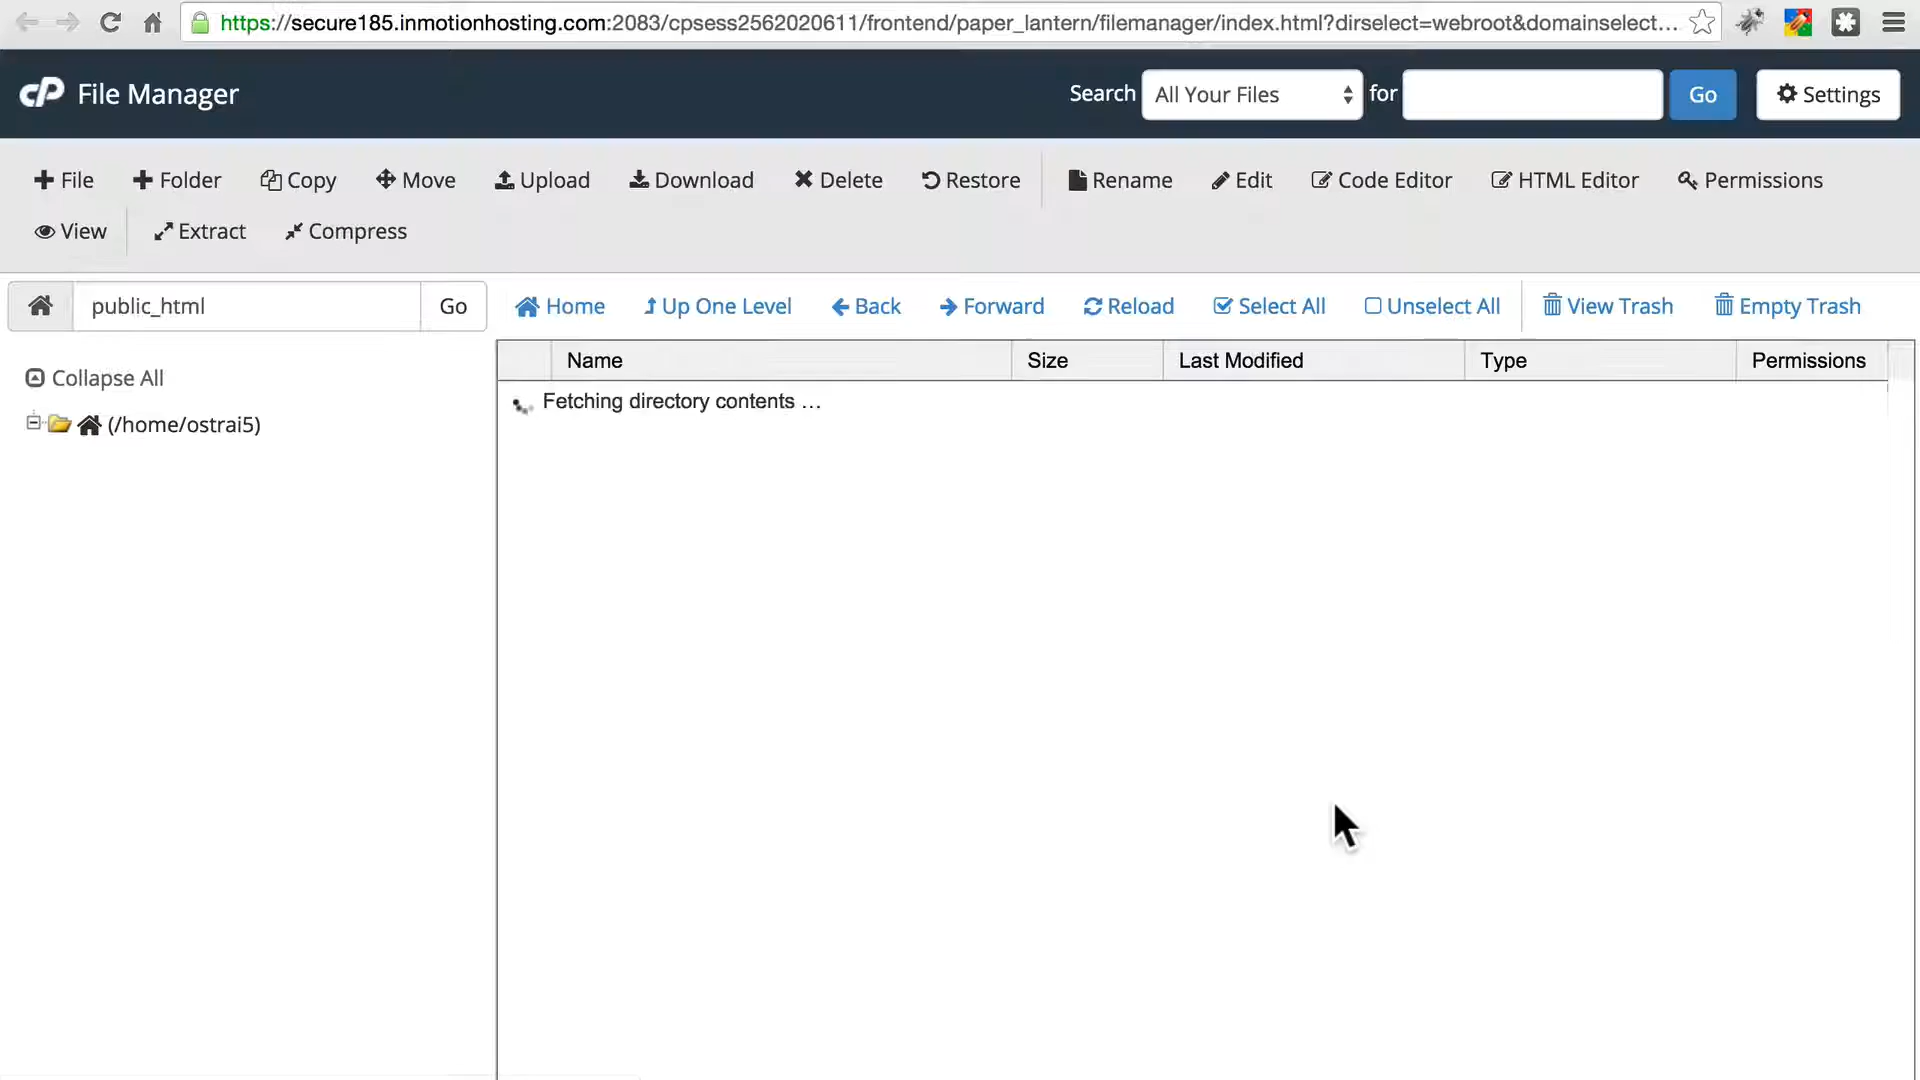 https://secure185.inmotionhosting.com:2083/cpsess2562020611/frontend/paper_lantern/filemanager/index.html?dirselect=webroot&domainselect...
cP File Manager
Search All Your Files for Go Settings
File Folder Copy Move Upload Download Delete Restore Rename Edit Code Editor HTML Editor Permissions
View Extract Compress
public_html Go Home Up One Level Back Forward Reload Select All Unselect All View Trash Empty Trash
Name Size Last Modified Type Permissions
Collapse All
Fetching directory contents ...
(/home/ostrai5)